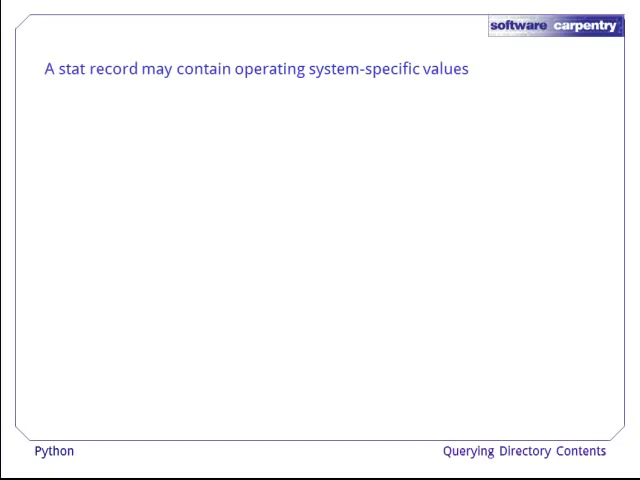 software carpentry
A stat record may contain operating system-specific values
Python
Querying Directory Contents